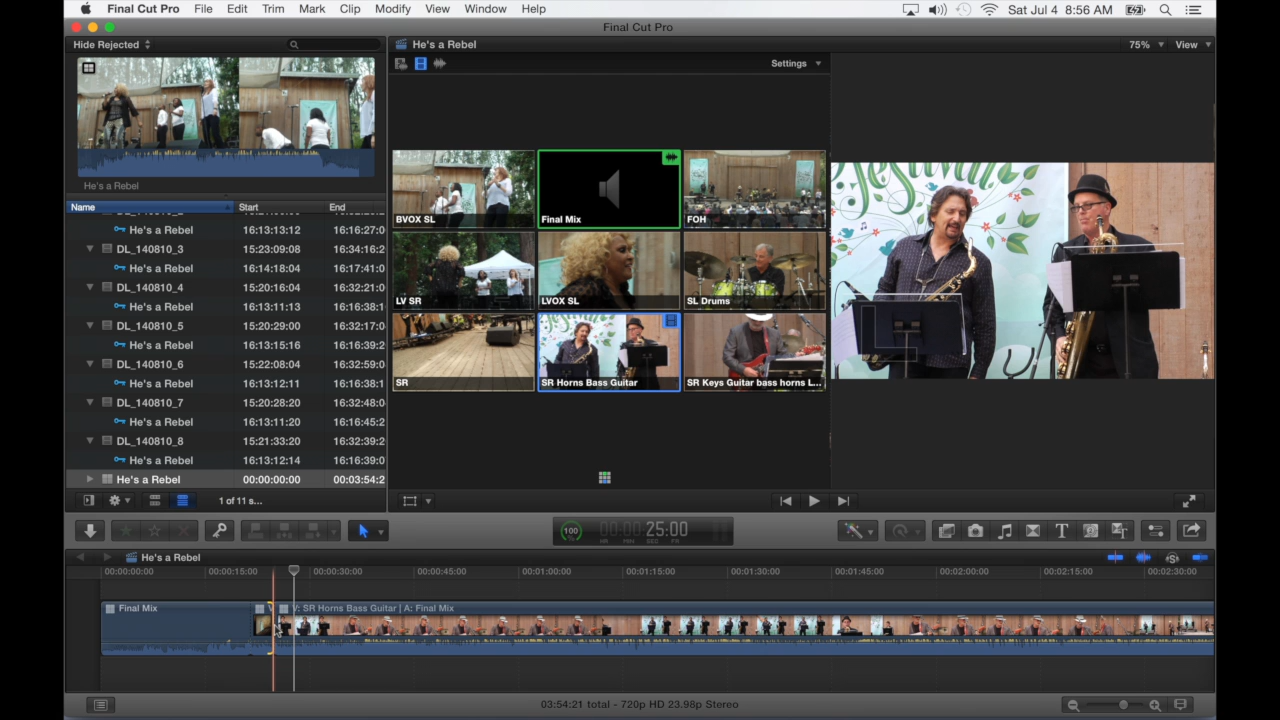 Final Cut Pro File Edit Trim Mark Clip Modify View Window Help
Sat Jul 4 8:56 AM
Final Cut Pro
Hide Rejected
He's a Rebel
75% View
Settings
He's a Rebel
BVOX SL
Final Mix
FOH
LV SR
LVOX SL
SL Drums
SR
SR Horns Bass Guitar
SR Keys Guitar bass horns L...
Name Start End
He's a Rebel 16:13:13:12 16:16:27:0
DL_140810_3 15:23:09:08 16:34:16:2
He's a Rebel 16:14:18:04 16:17:41:0
DL_140810_4 15:20:16:04 16:32:21:0
He's a Rebel 16:13:11:13 16:16:38:1
DL_140810_5 15:20:29:00 16:32:17:0
He's a Rebel 16:13:15:16 16:16:39:2
DL_140810_6 15:22:08:04 16:32:59:0
He's a Rebel 16:13:12:11 16:16:38:1
DL_140810_7 15:20:28:20 16:32:48:0
He's a Rebel 16:13:11:20 16:16:45:2
DL_140810_8 15:21:33:20 16:32:39:2
He's a Rebel 16:13:12:14 16:16:39:0
He's a Rebel 00:00:00:00 00:03:54:2
1 of 11 s...
100 00:00:25:00
HR MIN SEC FR
He's a Rebel
00:00:00:00 00:00:15:00 00:00:30:00 00:00:45:00 00:01:00:00 00:01:15:00 00:01:30:00 00:01:45:00 00:02:00:00 00:02:15:00 00:02:30:00
Final Mix
V: SR Horns Bass Guitar | A: Final Mix
03:54:21 total - 720p HD 23.98p Stereo